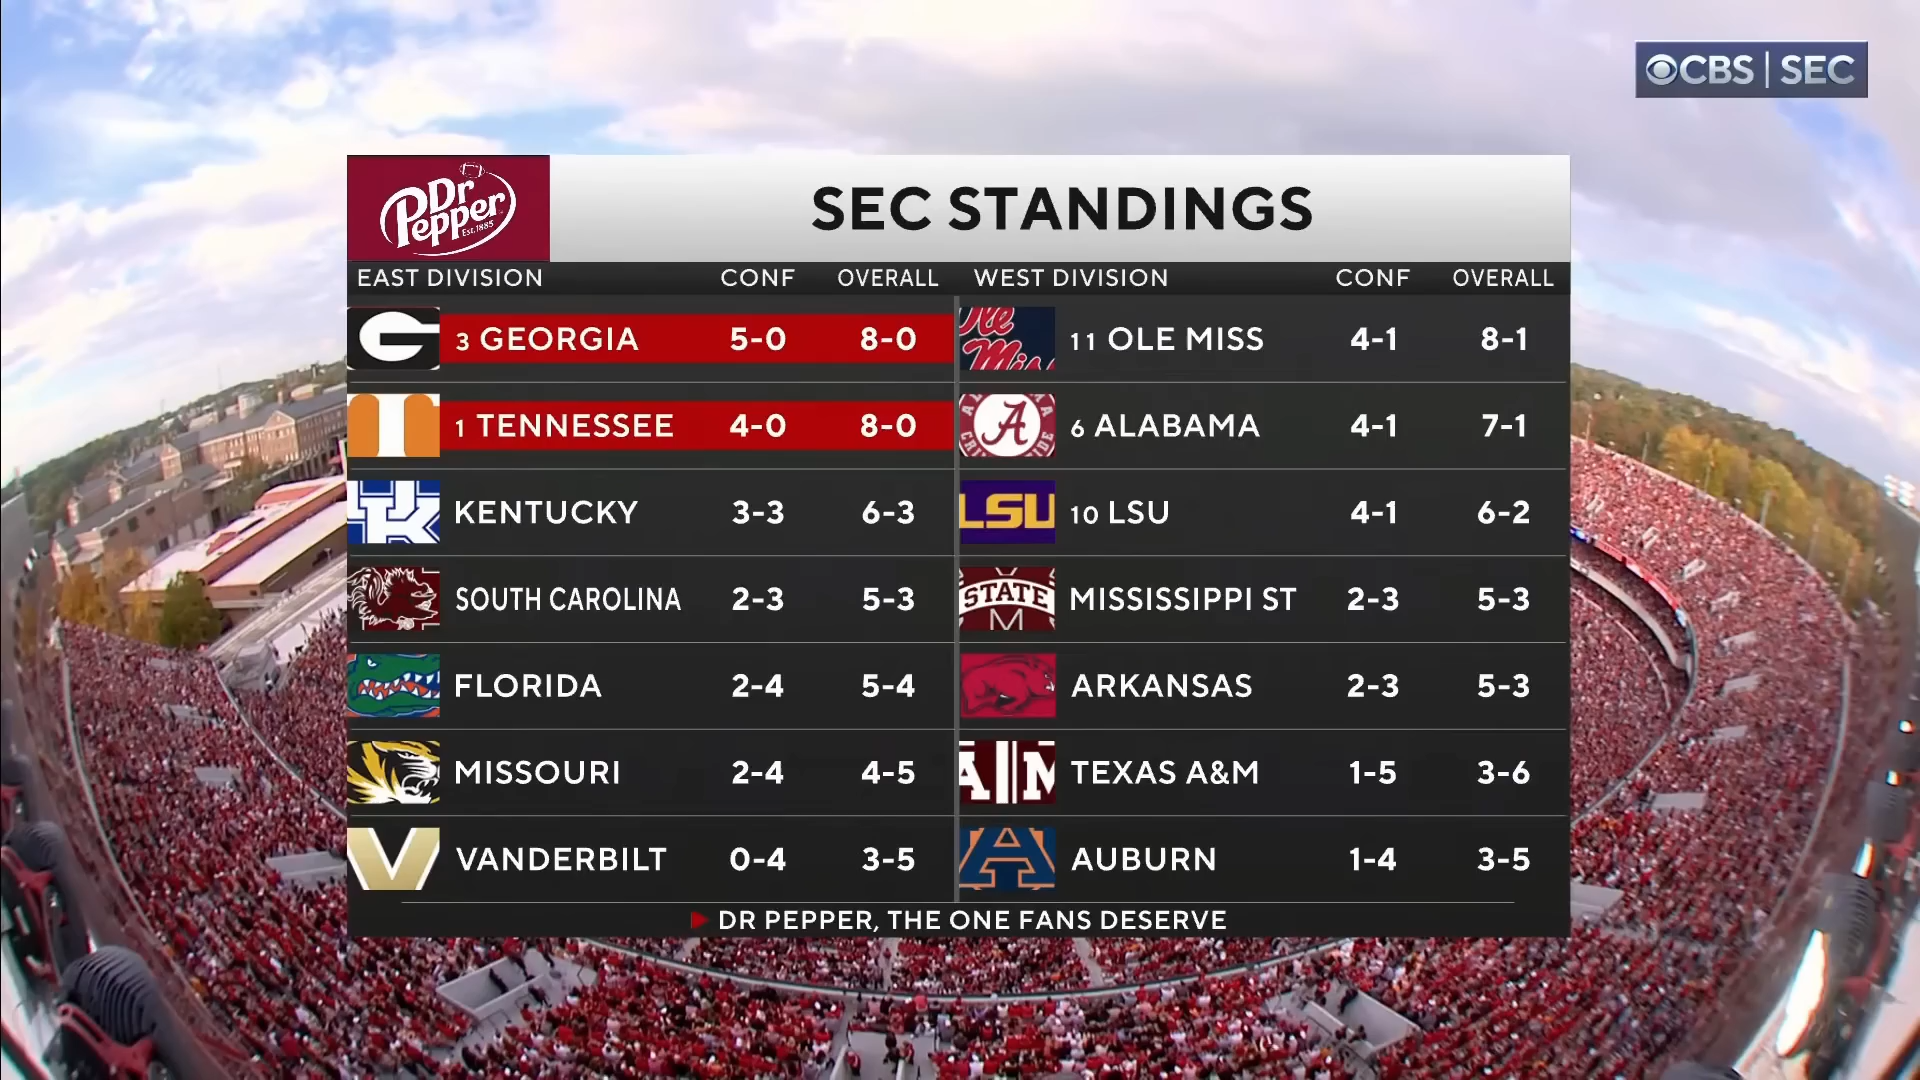 CBS | SEC
Dr Pepper Est. 1885
SEC STANDINGS
EAST DIVISION CONF OVERALL WEST DIVISION CONF OVERALL
G 3 GEORGIA 5-0 8-0 Ole Miss 11 OLE MISS 4-1 8-1
T 1 TENNESSEE 4-0 8-0 A 6 ALABAMA 4-1 7-1
UK KENTUCKY 3-3 6-3 LSU 10 LSU 4-1 6-2
SOUTH CAROLINA 2-3 5-3 STATE M MISSISSIPPI ST 2-3 5-3
FLORIDA 2-4 5-4 ARKANSAS 2-3 5-3
MISSOURI 2-4 4-5 ATM TEXAS A&M 1-5 3-6
V VANDERBILT 0-4 3-5 AU AUBURN 1-4 3-5
DR PEPPER, THE ONE FANS DESERVE